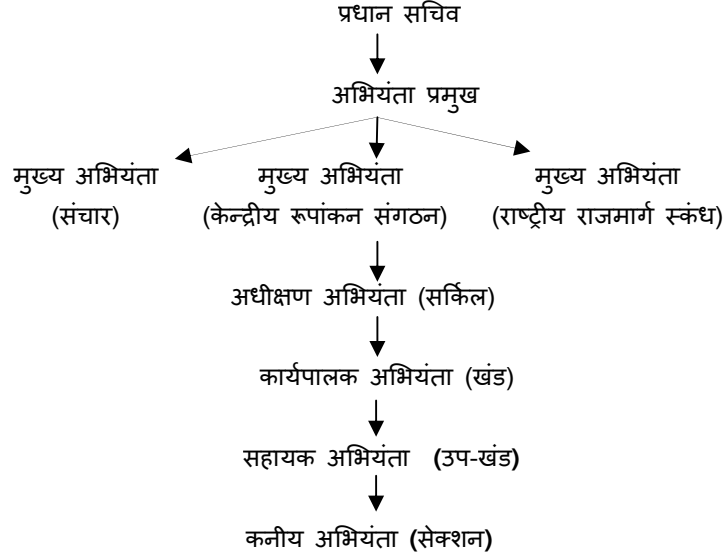 प्रधान सचिव
अभियंता प्रमुख
मुख्य अभियंता
(संचार)
मुख्य अभियंता
(केन्द्रीय रूपांकन संगठन)
मुख्य अभियंता
(राष्ट्रीय राजमार्ग स्कंध)
अधीक्षण अभियंता (सर्किल)
कार्यपालक अभियंता (खंड)
सहायक अभियंता (उप-खंड)
कनीय अभियंता (सेक्शन)